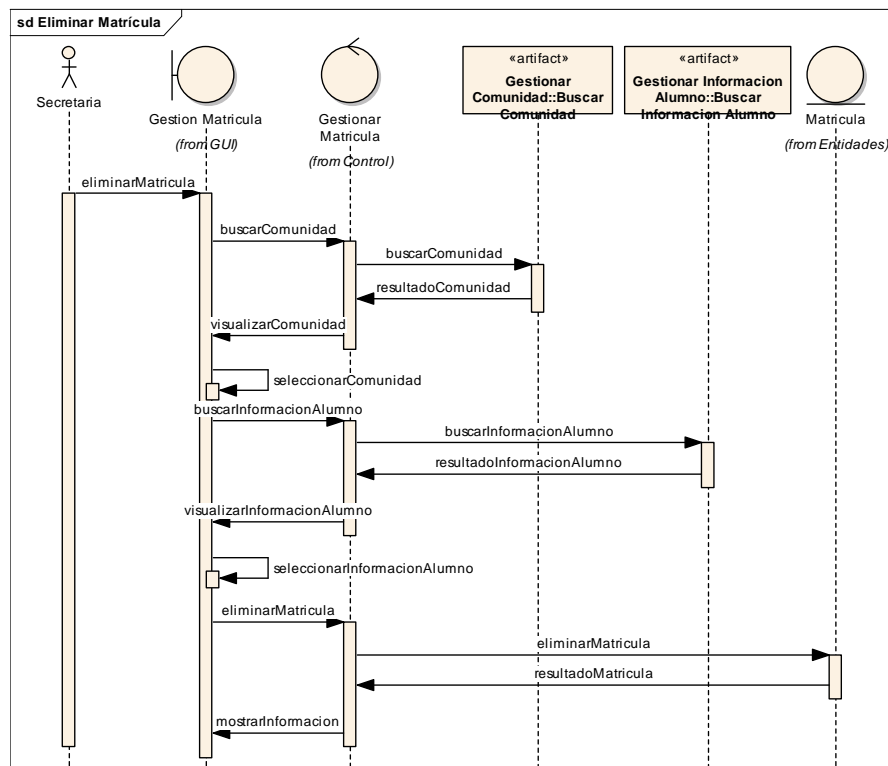 sd Eliminar Matrícula
Secretaria
Gestion Matricula
(from GUI)
Gestionar
Matricula
(from Control)
«artifact»
Gestionar
Comunidad::Buscar
Comunidad
«artifact»
Gestionar Informacion
Alumno::Buscar
Informacion Alumno
Matricula
(from Entidades)
eliminarMatricula
buscarComunidad
buscarComunidad
resultadoComunidad
visualizarComunidad
seleccionarComunidad
buscarInformacionAlumno
buscarInformacionAlumno
resultadoInformacionAlumno
visualizarInformacionAlumno
seleccionarInformacionAlumno
eliminarMatricula
eliminarMatricula
resultadoMatricula
mostrarInformacion